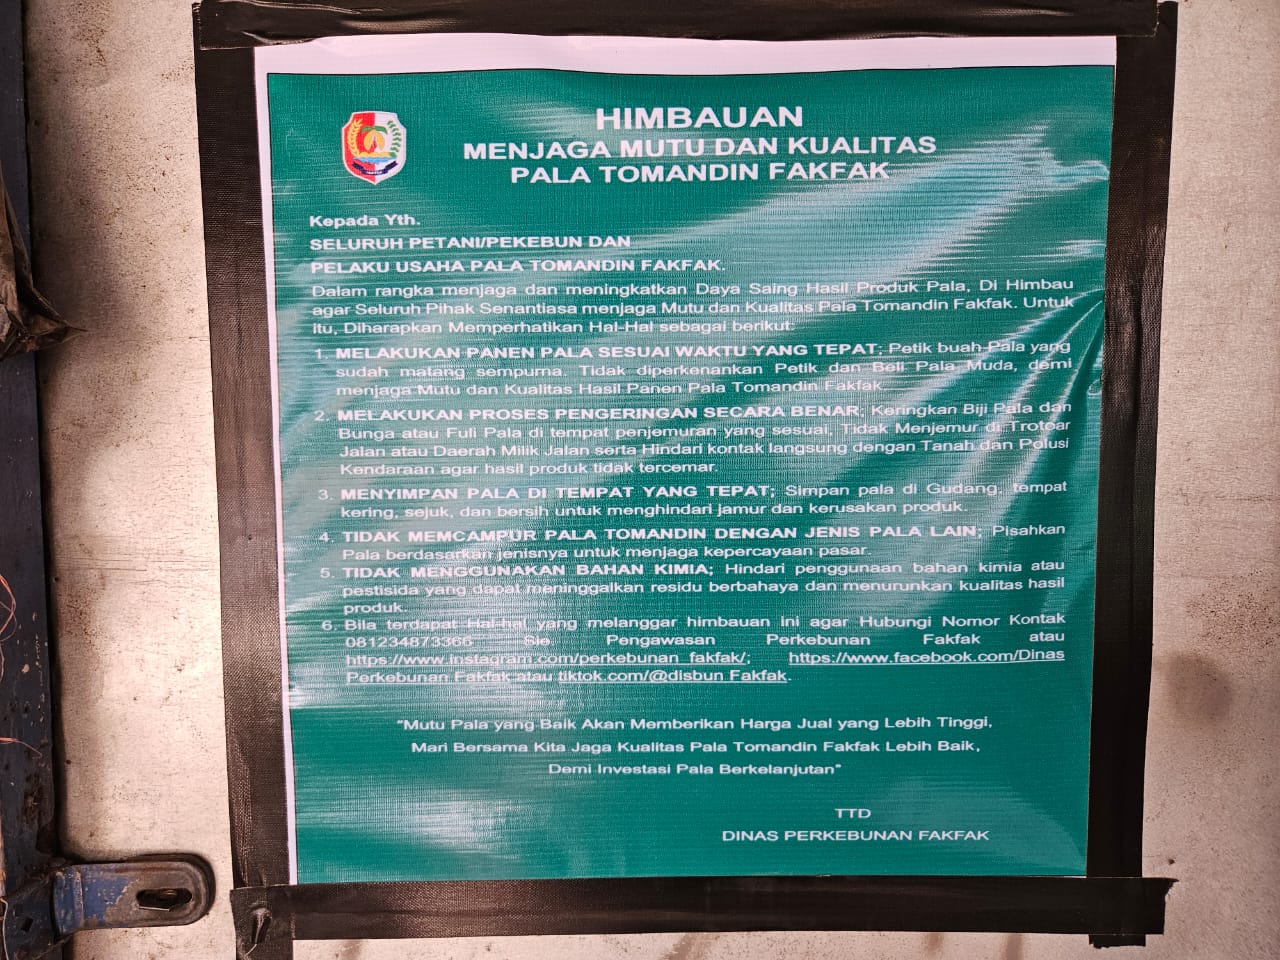 HIMBAUAN
MENJAGA MUTU DAN KUALITAS
PALA TOMANDIN FAKFAK
Kepada Yth.
SELURUH PETANI/PEKEBUN DAN
PELAKU USAHA PALA TOMANDIN FAKFAK.
Dalam rangka menjaga dan meningkatkan Daya Saing Hasil Produk Pala, Di Himbau
agar Seluruh Pihak Senantiasa menjaga Mutu dan Kualitas Pala Tomandin Fakfak. Untuk
Itu, Diharapkan Memperhatikan Hal-Hal sebagai berikut:
1. MELAKUKAN PANEN PALA SESUAI WAKTU YANG TEPAT; Petik buah Pala yang
sudah matang sempurna. Tidak diperkenankan Petik dan Beli Pala Muda, demi
menjaga Mutu dan Kualitas Hasil Panen Pala Tomandin Fakfak.
2. MELAKUKAN PROSES PENGERINGAN SECARA BENAR; Keringkan Biji Pala dan
Bunga atau Fuli Pala di tempat penjemuran yang sesuai, Tidak Menjemur di Trotoar
Jalan atau Daerah Milik Jalan serta Hindari kontak langsung dengan Tanah dan Polusi
Kendaraan agar hasil produk tidak tercemar.
3. MENYIMPAN PALA DI TEMPAT YANG TEPAT; Simpan pala di Gudang, tempat
kering, sejuk, dan bersih untuk menghindari jamur dan kerusakan produk.
4. TIDAK MEMCAMPUR PALA TOMANDIN DENGAN JENIS PALA LAIN; Pisahkan
Pala berdasarkan jenisnya untuk menjaga kepercayaan pasar.
5. TIDAK MENGGUNAKAN BAHAN KIMIA; Hindari penggunaan bahan kimia atau
pestisida yang dapat meninggalkan residu berbahaya dan menurunkan kualitas hasil
produk.
6. Bila terdapat Hal-hal yang melanggar himbauan ini agar Hubungi Nomor Kontak
081234873366 Sie. Pengawasan Perkebunan Fakfak atau
https://www.instagram.com/perkebunan_fakfak/; https://www.facebook.com/Dinas
Perkebunan Fakfak atau tiktok.com/@disbun Fakfak.
"Mutu Pala yang Baik Akan Memberikan Harga Jual yang Lebih Tinggi,
Mari Bersama Kita Jaga Kualitas Pala Tomandin Fakfak Lebih Baik,
Demi Investasi Pala Berkelanjutan"
TTD
DINAS PERKEBUNAN FAKFAK